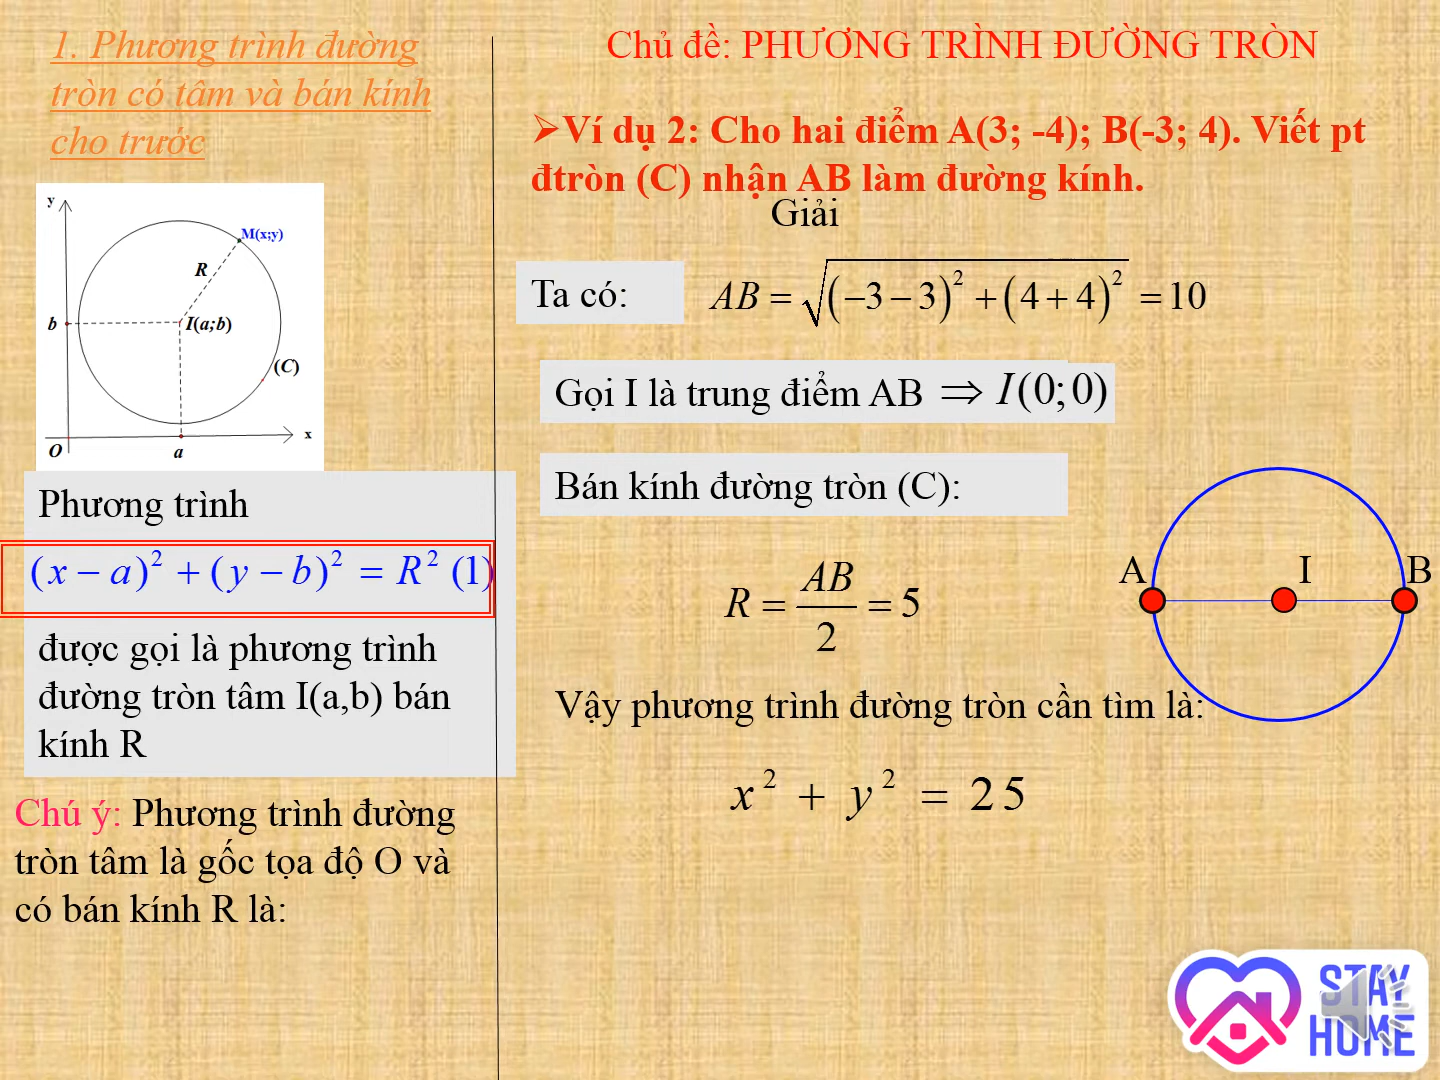 1. Phương trình đường
tròn có tâm và bán kính
cho trước
y
M(x;y)
R
b
I(a;b)
(C)
x
O
a
Phương trình
(x − a)² + (y − b)² = R² (1)
được gọi là phương trình
đường tròn tâm I(a,b) bán
kính R
Chú ý: Phương trình đường
tròn tâm là gốc tọa độ O và
có bán kính R là:
Chủ đề: PHƯƠNG TRÌNH ĐƯỜNG TRÒN
➢Ví dụ 2: Cho hai điểm A(3; -4); B(-3; 4). Viết pt
đtròn (C) nhận AB làm đường kính.
Giải
Ta có: AB = √((−3 − 3)² + (4 + 4)²) = 10
Gọi I là trung điểm AB ⇒ I(0;0)
Bán kính đường tròn (C):
R = AB/2 = 5
A I B
Vậy phương trình đường tròn cần tìm là:
x² + y² = 25
STAY
HOME